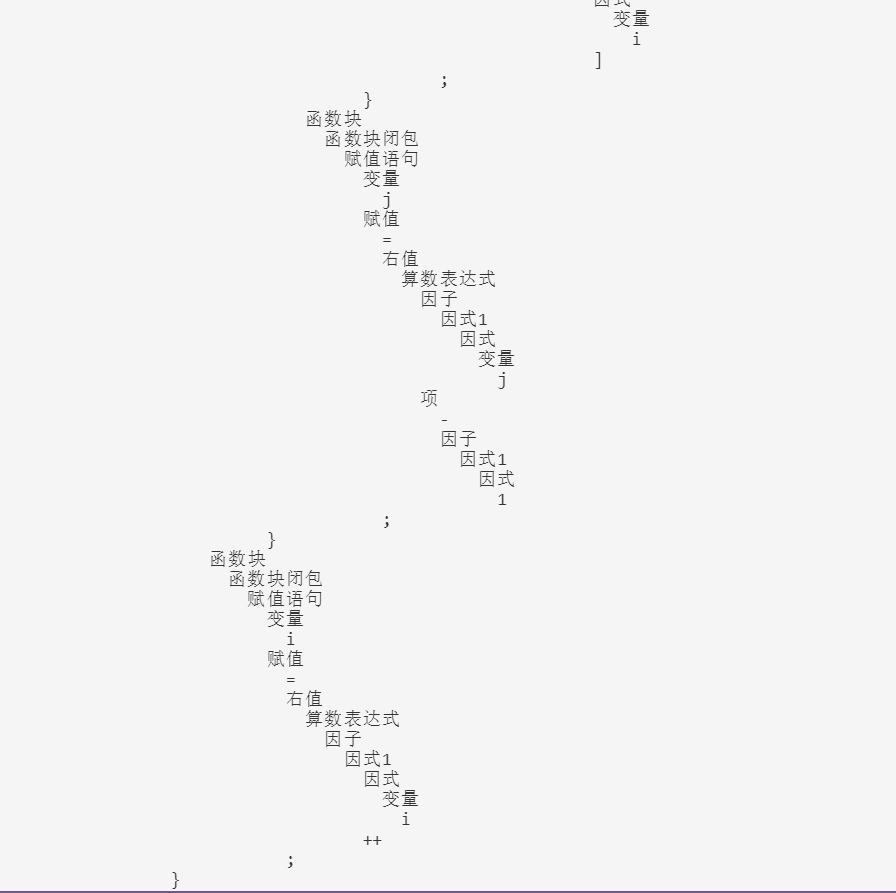 因式
变量
i
]
;
}
函数块
函数块闭包
赋值语句
变量
j
赋值
=
右值
算数表达式
因子
因式1
因式
变量
j
项
-
因子
因式1
因式
1
;
}
函数块
函数块闭包
赋值语句
变量
i
赋值
=
右值
算数表达式
因子
因式1
因式
变量
i
++
;
}